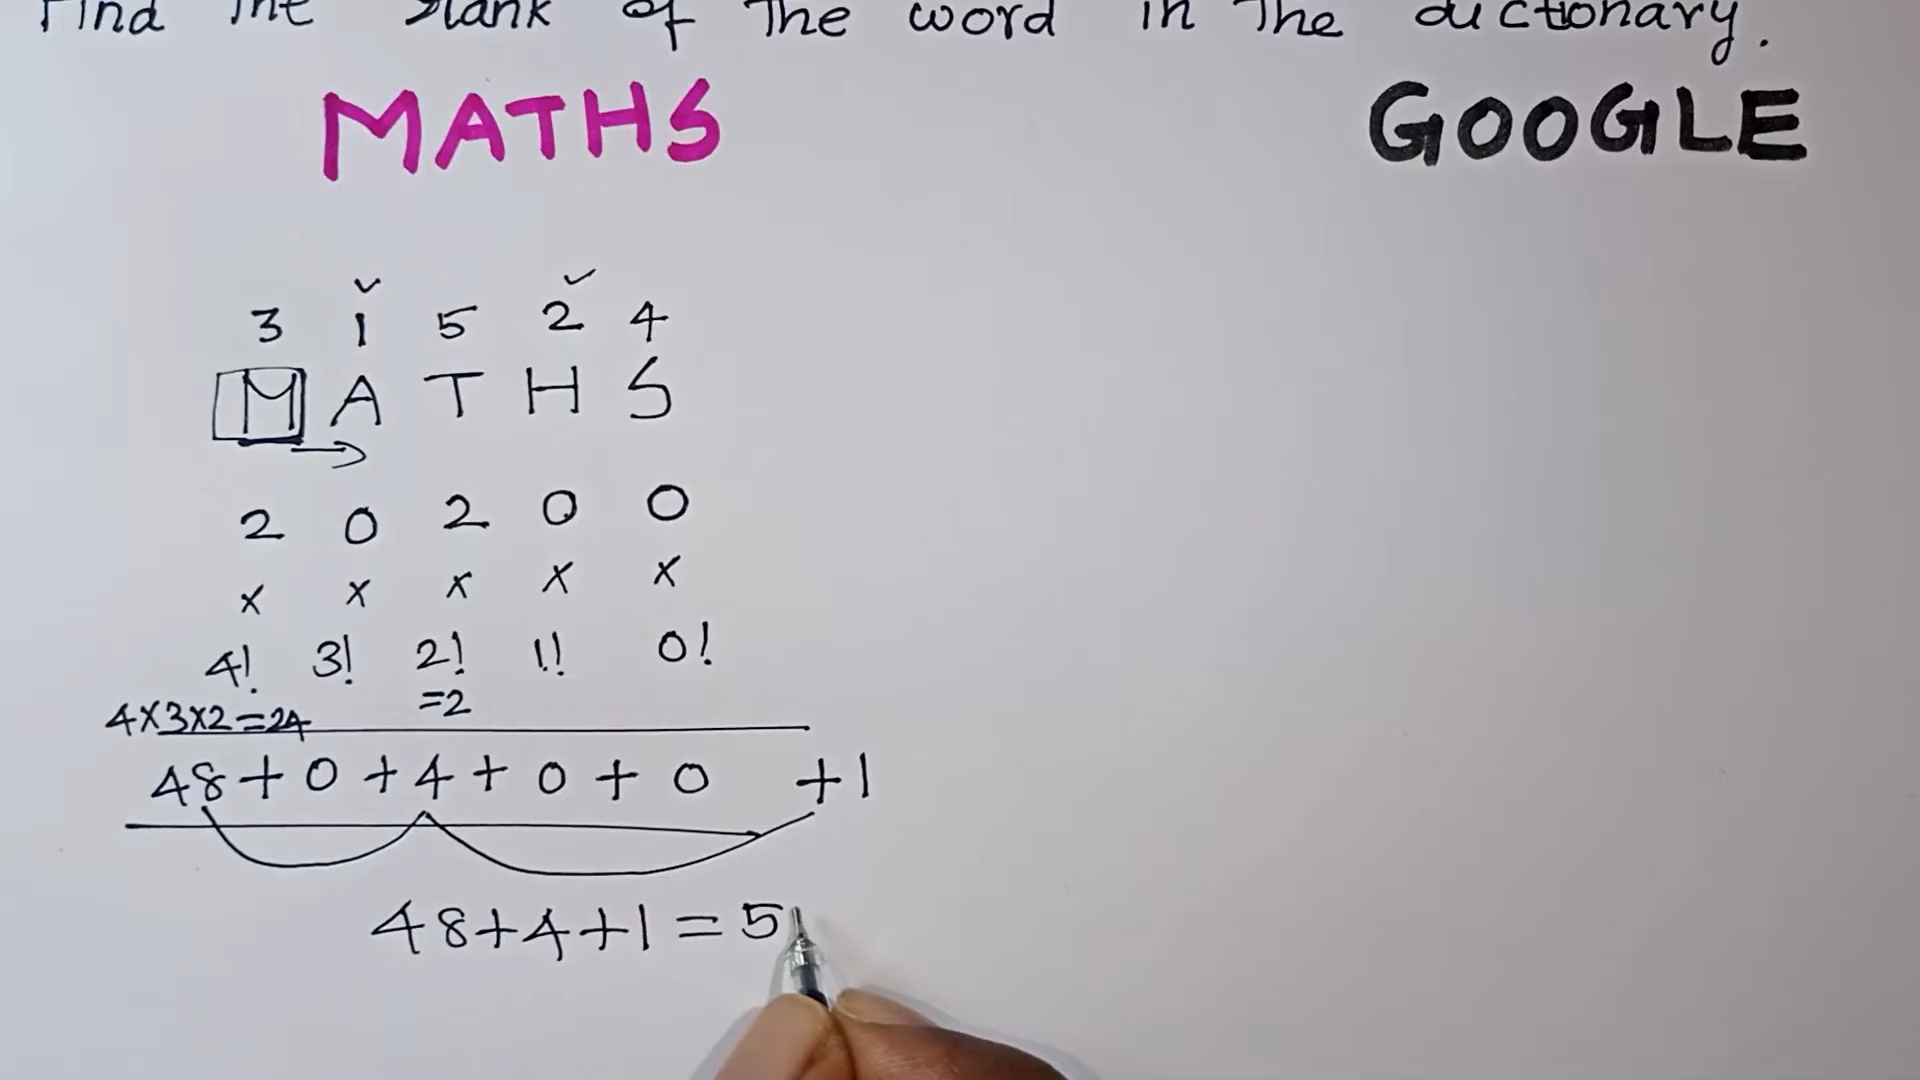 Find the rank of the word in the dictionary.
MATHS GOOGLE
3 1 5 2 4
M A T H S
2 0 2 0 0
x x x x x
4! 3! 2! 1! 0!
4x3x2=24 =2
48+0+4+0+0 +1
48+4+1=5